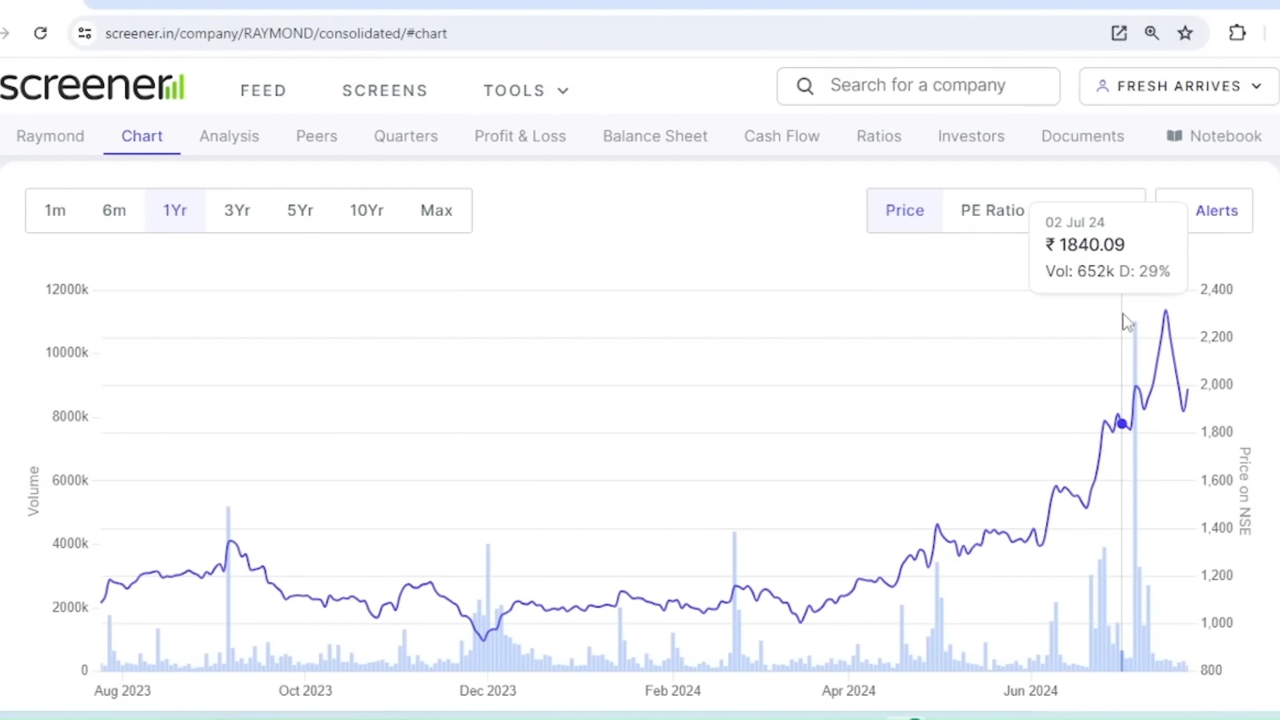 screener.in/company/RAYMOND/consolidated/#chart
screener
FEED
SCREENS
TOOLS
Search for a company
FRESH ARRIVES
Raymond
Chart
Analysis
Peers
Quarters
Profit & Loss
Balance Sheet
Cash Flow
Ratios
Investors
Documents
Notebook
1m
6m
1Yr
3Yr
5Yr
10Yr
Max
Price
PE Ratio
Alerts
02 Jul 24
₹ 1840.09
Vol: 652k D: 29%
12000k
10000k
8000k
6000k
4000k
2000k
0
Volume
2,400
2,200
2,000
1,800
1,600
1,400
1,200
1,000
800
Price on NSE
Aug 2023
Oct 2023
Dec 2023
Feb 2024
Apr 2024
Jun 2024